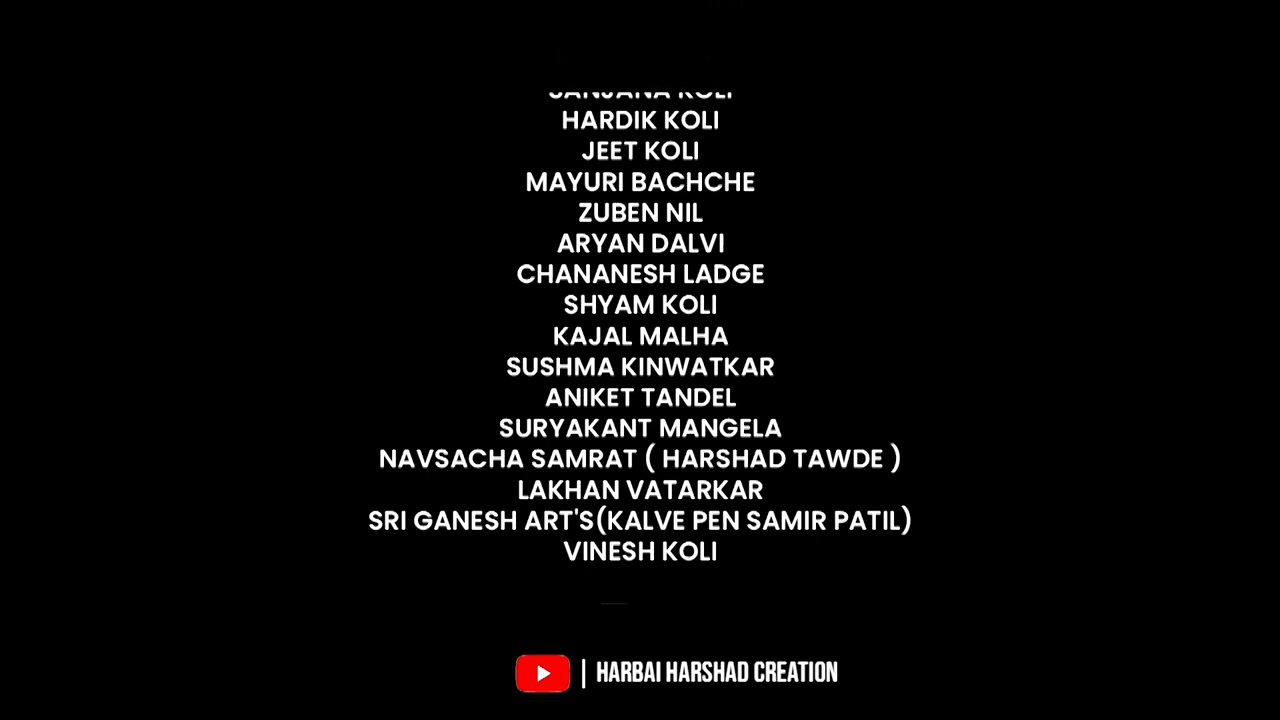 SANJANA KOLI
HARDIK KOLI
JEET KOLI
MAYURI BACHCHE
ZUBEN NIL
ARYAN DALVI
CHANANESH LADGE
SHYAM KOLI
KAJAL MALHA
SUSHMA KINWATKAR
ANIKET TANDEL
SURYAKANT MANGELA
NAVSACHA SAMRAT ( HARSHAD TAWDE )
LAKHAN VATARKAR
SRI GANESH ART'S(KALVE PEN SAMIR PATIL)
VINESH KOLI
| HARBAI HARSHAD CREATION